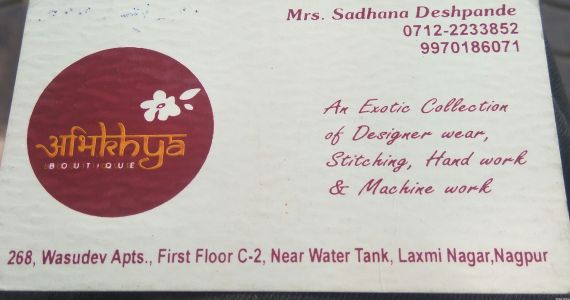 Mrs. Sadhana Deshpande
0712-2233852
9970186071
अभिkhya
BOUTIQUE
An Exotic Collection
of Designer wear,
Stitching, Hand work
& Machine work
268, Wasudev Apts., First Floor C-2, Near Water Tank, Laxmi Nagar,Nagpur